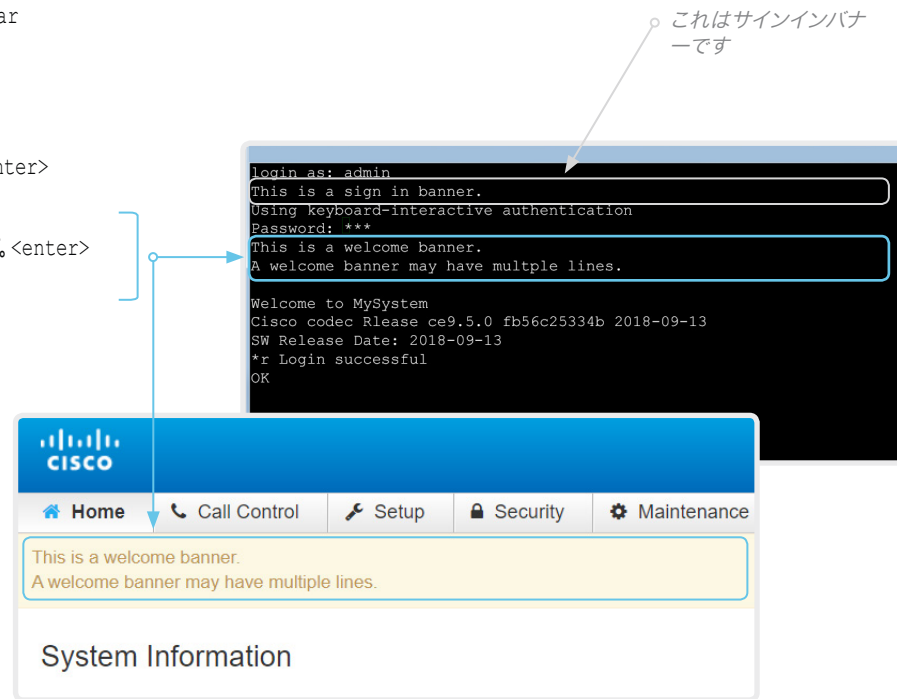 ar
これはサインインバナ
ーです
nter>
<enter>
login as: admin
This is a sign in banner.
Using keyboard-interactive authentication
Password: ***
This is a welcome banner.
A welcome banner may have multple lines.
Welcome to MySystem
Cisco codec Rlease ce9.5.0 fb56c25334b 2018-09-13
SW Release Date: 2018-09-13
*r Login successful
OK
CISCO
Home Call Control Setup Security Maintenance
This is a welcome banner.
A welcome banner may have multiple lines.
System Information